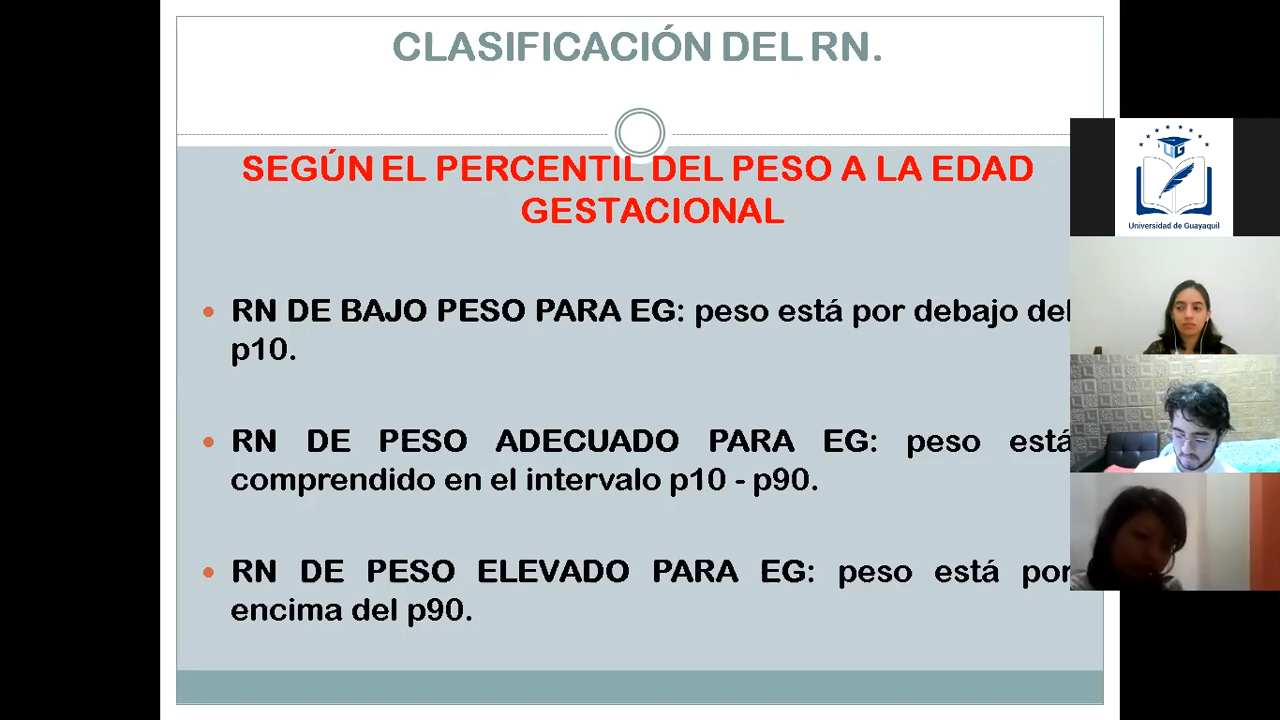 CLASIFICACIÓN DEL RN.
SEGÚN EL PERCENTIL DEL PESO A LA EDAD
GESTACIONAL
• RN DE BAJO PESO PARA EG: peso está por debajo del
p10.
• RN DE PESO ADECUADO PARA EG: peso está
comprendido en el intervalo p10 - p90.
• RN DE PESO ELEVADO PARA EG: peso está por
encima del p90.
UG
Universidad de Guayaquil